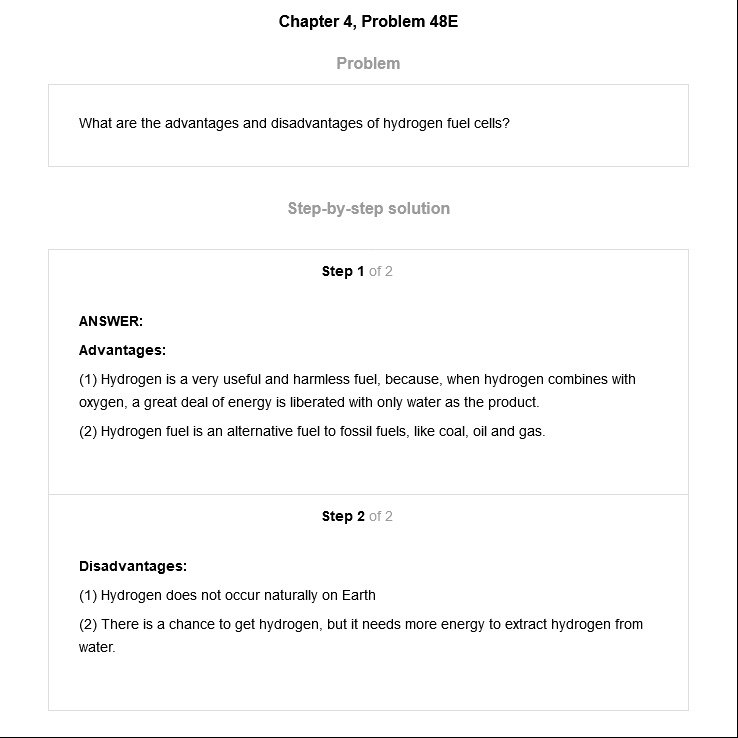 Chapter 4, Problem 48E
Problem
What are the advantages and disadvantages of hydrogen fuel cells?
Step-by-step solution
Step 1 of 2
ANSWER:
Advantages:
(1) Hydrogen is a very useful and harmless fuel, because, when hydrogen combines with
oxygen, a great deal of energy is liberated with only water as the product.
(2) Hydrogen fuel is an alternative fuel to fossil fuels, like coal, oil and gas.
Step 2 of 2
Disadvantages:
(1) Hydrogen does not occur naturally on Earth
(2) There is a chance to get hydrogen, but it needs more energy to extract hydrogen from
water.